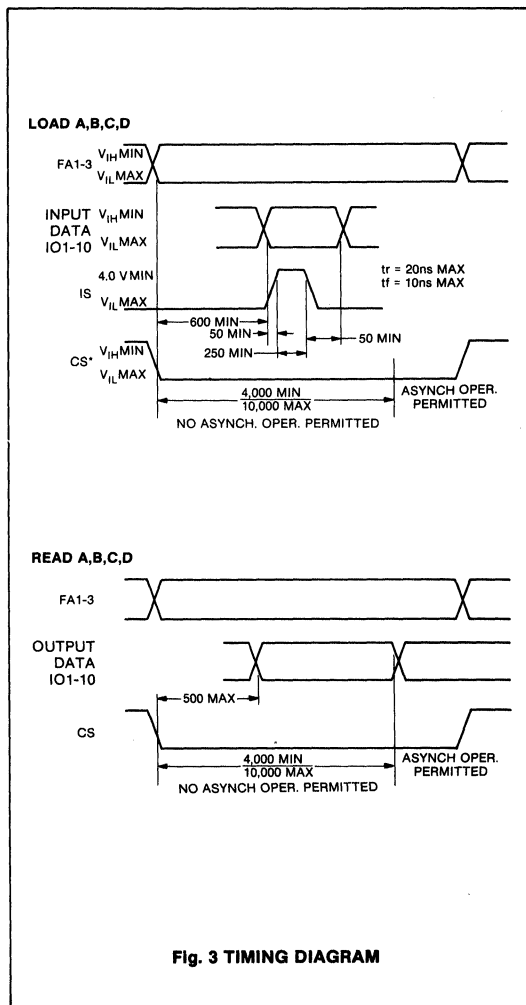 LOAD A,B,C,D
FA1-3 VIH MIN
VIL MAX
INPUT DATA IO1-10 VIH MIN
VIL MAX
4.0 V MIN
IS
VIL MAX
tr = 20ns MAX
tf = 10ns MAX
600 MIN
50 MIN
50 MIN
250 MIN
CS* VIH MIN
VIL MAX
4,000 MIN
10,000 MAX
ASYNCH OPER.
PERMITTED
NO ASYNCH. OPER. PERMITTED
READ A,B,C,D
FA1-3
OUTPUT
DATA
IO1-10
500 MAX
CS
4,000 MIN
10,000 MAX
ASYNCH OPER.
PERMITTED
NO ASYNCH OPER. PERMITTED
Fig. 3 TIMING DIAGRAM